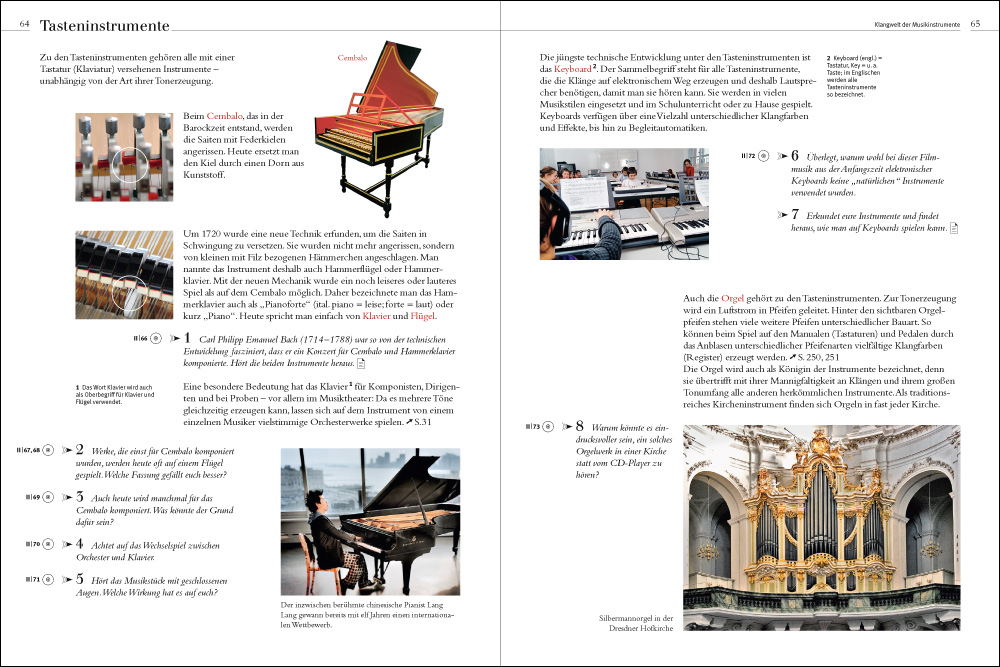 64 Tasteninstrumente
Zu den Tasteninstrumenten gehören alle mit einer
Tastatur (Klaviatur) versehenen Instrumente –
unabhängig von der Art ihrer Tonerzeugung.
Cembalo
Beim Cembalo, das in der
Barockzeit entstand, werden
die Saiten mit Federkielen
angerissen. Heute ersetzt man
den Kiel durch einen Dorn aus
Kunststoff.
Um 1720 wurde eine neue Technik erfunden, um die Saiten in
Schwingung zu versetzen. Sie wurden nicht mehr angerissen, sondern
von kleinen mit Filz bezogenen Hämmerchen angeschlagen. Man
nannte das Instrument deshalb auch Hammerflügel oder Hammer-
klavier. Mit der neuen Mechanik wurde ein noch leiseres oder lauteres
Spiel als auf dem Cembalo möglich. Daher bezeichnete man das Ham-
merklavier auch als „Pianoforte“ (ital. piano = leise; forte = laut) oder
kurz „Piano“. Heute spricht man einfach von Klavier und Flügel.
II|66 1 Carl Philipp Emanuel Bach (1714–1788) war so von der technischen
Entwicklung fasziniert, dass er ein Konzert für Cembalo und Hammerklavier
komponierte. Hört die beiden Instrumente heraus.
1 Das Wort Klavier wird auch
als Oberbegriff für Klavier und
Flügel verwendet.
Eine besondere Bedeutung hat das Klavier1 für Komponisten, Dirigen-
ten und bei Proben – vor allem im Musiktheater: Da es mehrere Töne
gleichzeitig erzeugen kann, lassen sich auf dem Instrument von einem
einzelnen Musiker vielstimmige Orchesterwerke spielen. ↗ S.31
II|67, 68 2 Werke, die einst für Cembalo komponiert
wurden, werden heute oft auf einem Flügel
gespielt. Welche Fassung gefällt euch besser?
II|69 3 Auch heute wird manchmal für das
Cembalo komponiert. Was könnte der Grund
dafür sein?
II|70 4 Achtet auf das Wechselspiel zwischen
Orchester und Klavier.
II|71 5 Hört das Musikstück mit geschlossenen
Augen. Welche Wirkung hat es auf euch?
Der inzwischen berühmte chinesische Pianist Lang
Lang gewann bereits mit elf Jahren einen internationa-
len Wettbewerb.
Klangwelt der Musikinstrumente 65
Die jüngste technische Entwicklung unter den Tasteninstrumenten ist
das Keyboard2. Der Sammelbegriff steht für alle Tasteninstrumente,
die die Klänge auf elektronischem Weg erzeugen und deshalb Lautspre-
cher benötigen, damit man sie hören kann. Sie werden in vielen
Musikstilen eingesetzt und im Schulunterricht oder zu Hause gespielt.
Keyboards verfügen über eine Vielzahl unterschiedlicher Klangfarben
und Effekte, bis hin zu Begleitautomatiken.
2 Keyboard (engl.) =
Tastatur, Key = u. a.
Taste; im Englischen
werden alle
Tasteninstrumente
so bezeichnet.
II|72 6 Überlegt, warum wohl bei dieser Film-
musik aus der Anfangszeit elektronischer
Keyboards keine „natürlichen“ Instrumente
verwendet wurden.
7 Erkundet eure Instrumente und findet
heraus, wie man auf Keyboards spielen kann.
Auch die Orgel gehört zu den Tasteninstrumenten. Zur Tonerzeugung
wird ein Luftstrom in Pfeifen geleitet. Hinter den sichtbaren Orgel-
pfeifen stehen viele weitere Pfeifen unterschiedlicher Bauart. So
können beim Spiel auf den Manualen (Tastaturen) und Pedalen durch
das Anblasen unterschiedlicher Pfeifenarten vielfältige Klangfarben
(Register) erzeugt werden. ↗ S. 250, 251
Die Orgel wird auch als Königin der Instrumente bezeichnet, denn
sie übertrifft mit ihrer Mannigfaltigkeit an Klängen und ihrem großen
Tonumfang alle anderen herkömmlichen Instrumente. Als traditions-
reiches Kircheninstrument finden sich Orgeln in fast jeder Kirche.
II|73 8 Warum könnte es ein-
drucksvoller sein, ein solches
Orgelwerk in einer Kirche
statt vom CD-Player zu
hören?
Silbermannorgel in der
Dresdner Hofkirche